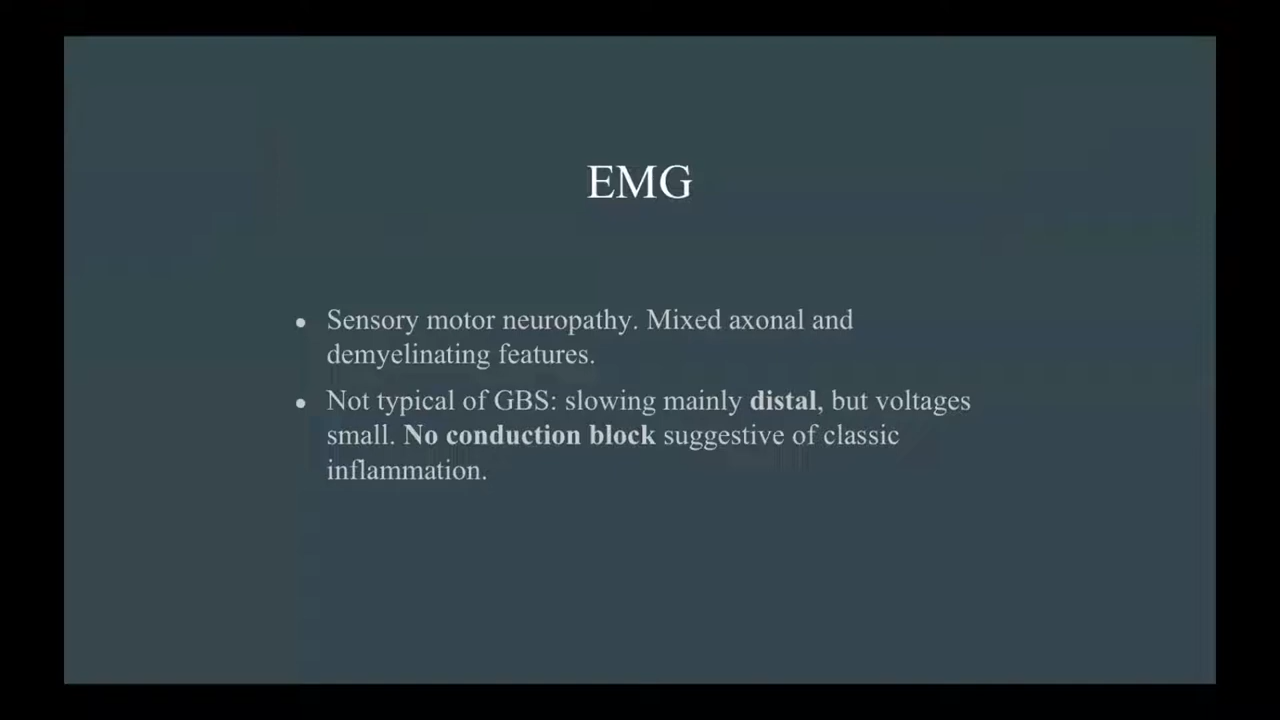 EMG
• Sensory motor neuropathy. Mixed axonal and
demyelinating features.
• Not typical of GBS: slowing mainly distal, but voltages
small. No conduction block suggestive of classic
inflammation.